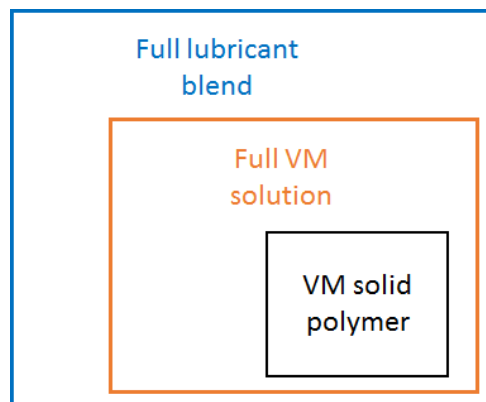 Full lubricant
blend
Full VM
solution
VM solid
polymer